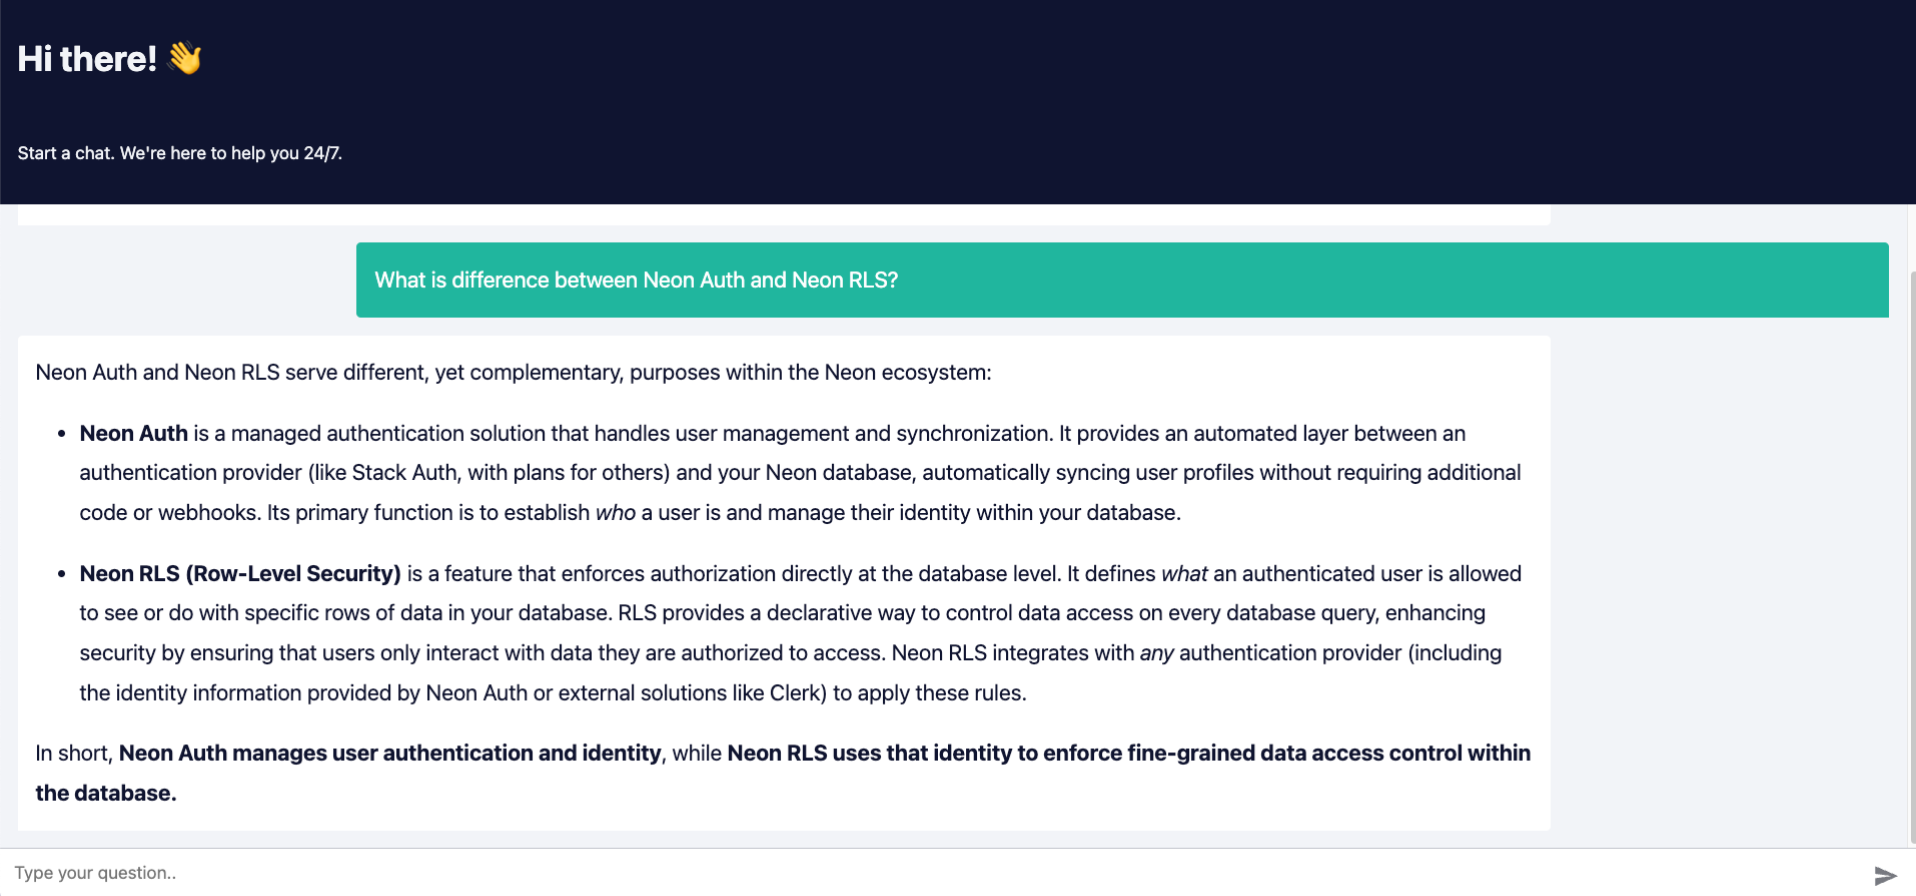 Hi there! 👋
Start a chat. We're here to help you 24/7.
What is difference between Neon Auth and Neon RLS?
Neon Auth and Neon RLS serve different, yet complementary, purposes within the Neon ecosystem:
• Neon Auth is a managed authentication solution that handles user management and synchronization. It provides an automated layer between an
authentication provider (like Stack Auth, with plans for others) and your Neon database, automatically syncing user profiles without requiring additional
code or webhooks. Its primary function is to establish who a user is and manage their identity within your database.
• Neon RLS (Row-Level Security) is a feature that enforces authorization directly at the database level. It defines what an authenticated user is allowed
to see or do with specific rows of data in your database. RLS provides a declarative way to control data access on every database query, enhancing
security by ensuring that users only interact with data they are authorized to access. Neon RLS integrates with any authentication provider (including
the identity information provided by Neon Auth or external solutions like Clerk) to apply these rules.
In short, Neon Auth manages user authentication and identity, while Neon RLS uses that identity to enforce fine-grained data access control within
the database.
Type your question..